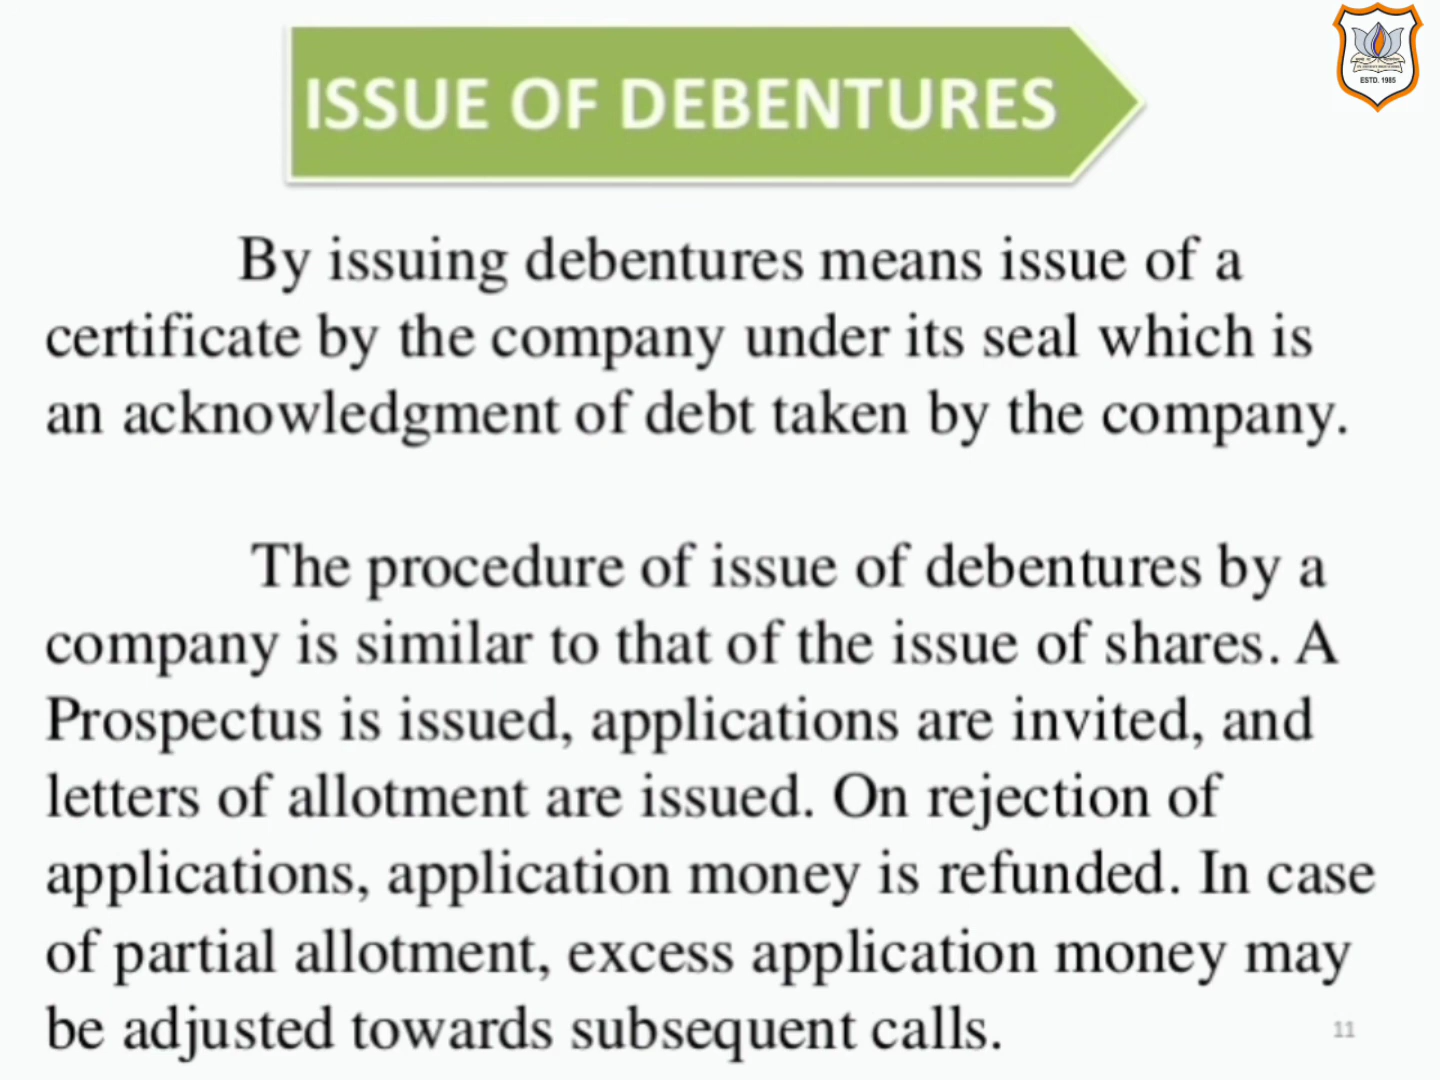 ISSUE OF DEBENTURES
ESTD. 1985
By issuing debentures means issue of a
certificate by the company under its seal which is
an acknowledgment of debt taken by the company.
The procedure of issue of debentures by a
company is similar to that of the issue of shares. A
Prospectus is issued, applications are invited, and
letters of allotment are issued. On rejection of
applications, application money is refunded. In case
of partial allotment, excess application money may
be adjusted towards subsequent calls.
11